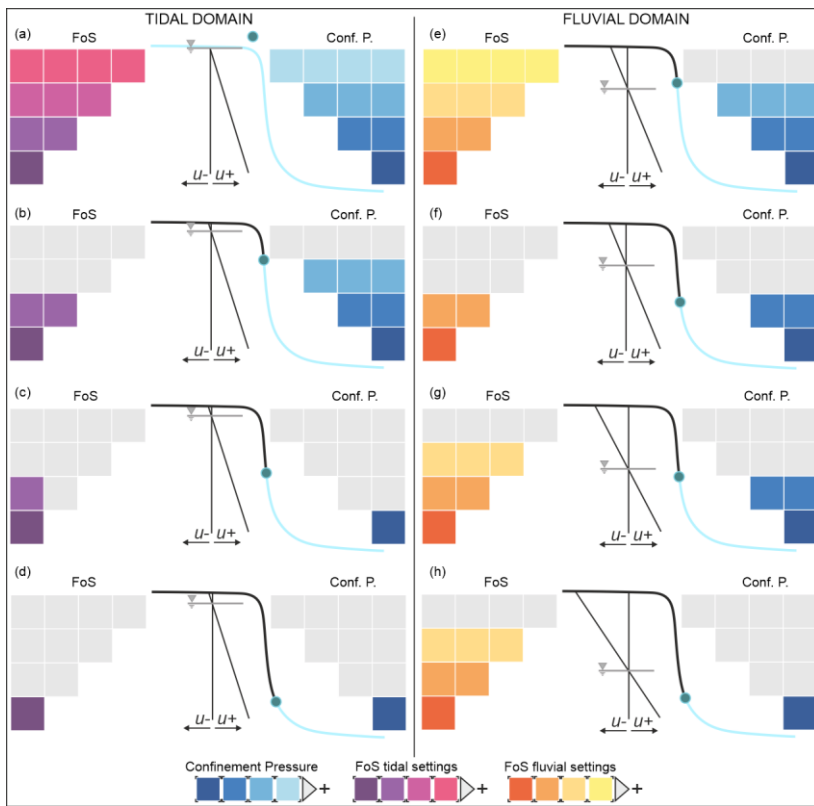 TIDAL DOMAIN
FLUVIAL DOMAIN
(a) FoS Conf. P.
u- u+
(e) FoS Conf. P.
u- u+
(b) FoS Conf. P.
u- u+
(f) FoS Conf. P.
u- u+
(c) FoS Conf. P.
u- u+
(g) FoS Conf. P.
u- u+
(d) FoS Conf. P.
u- u+
(h) FoS Conf. P.
u- u+
Confinement Pressure
+
FoS tidal settings
+
FoS fluvial settings
+